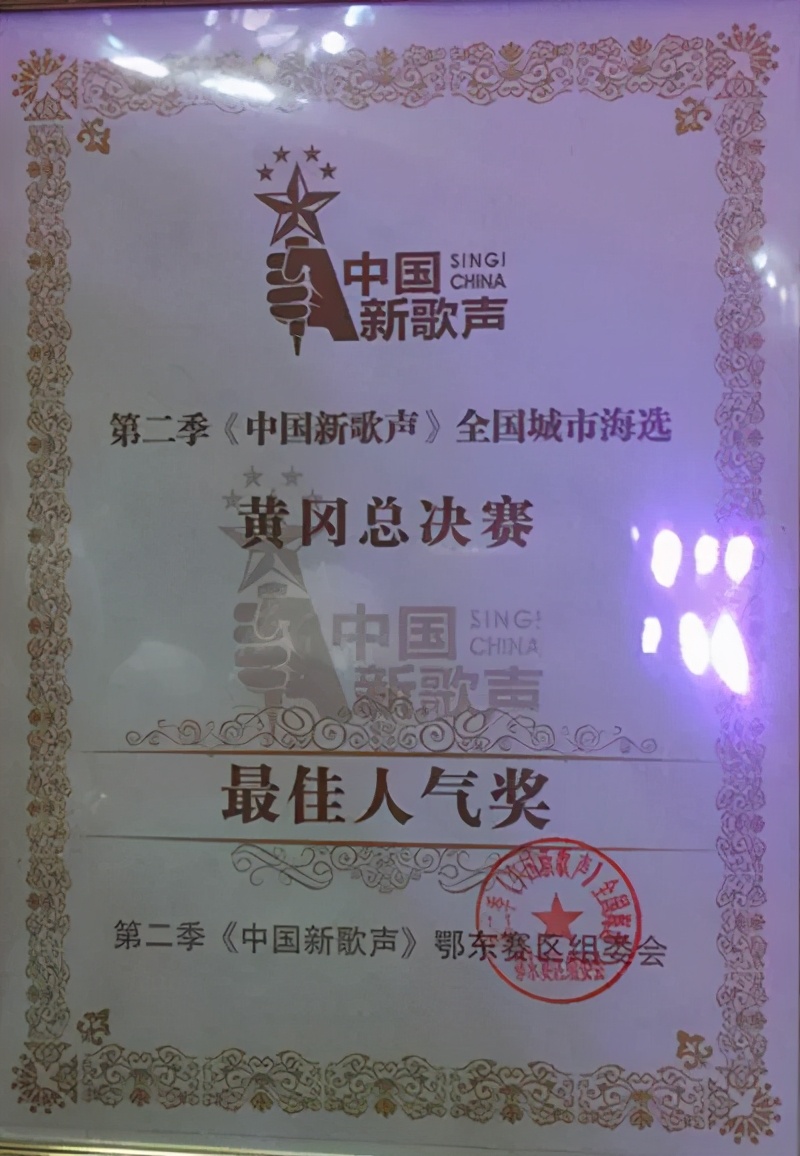 中国 SING!
新歌声 CHINA
第二季《中国新歌声》全国城市海选
黄冈总决赛
中国 SING!
新歌声 CHINA
最佳人气奖
第二季《中国新歌声》鄂东赛区组委会